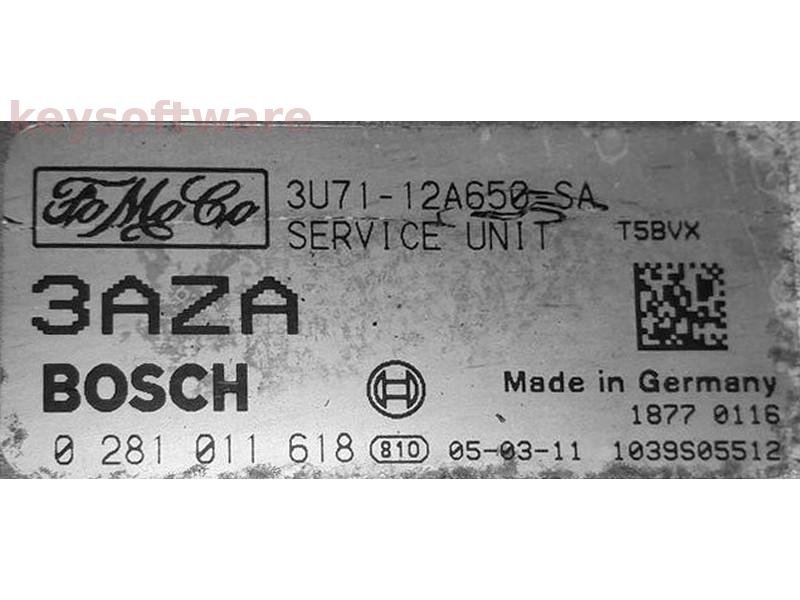 keysoftware
FoMoCo 3U71-12A650-SA
SERVICE UNIT T5BVX
3AZA
BOSCH
Made in Germany
1877 0116
0 281 011 618 810 05-03-11 1039S05512